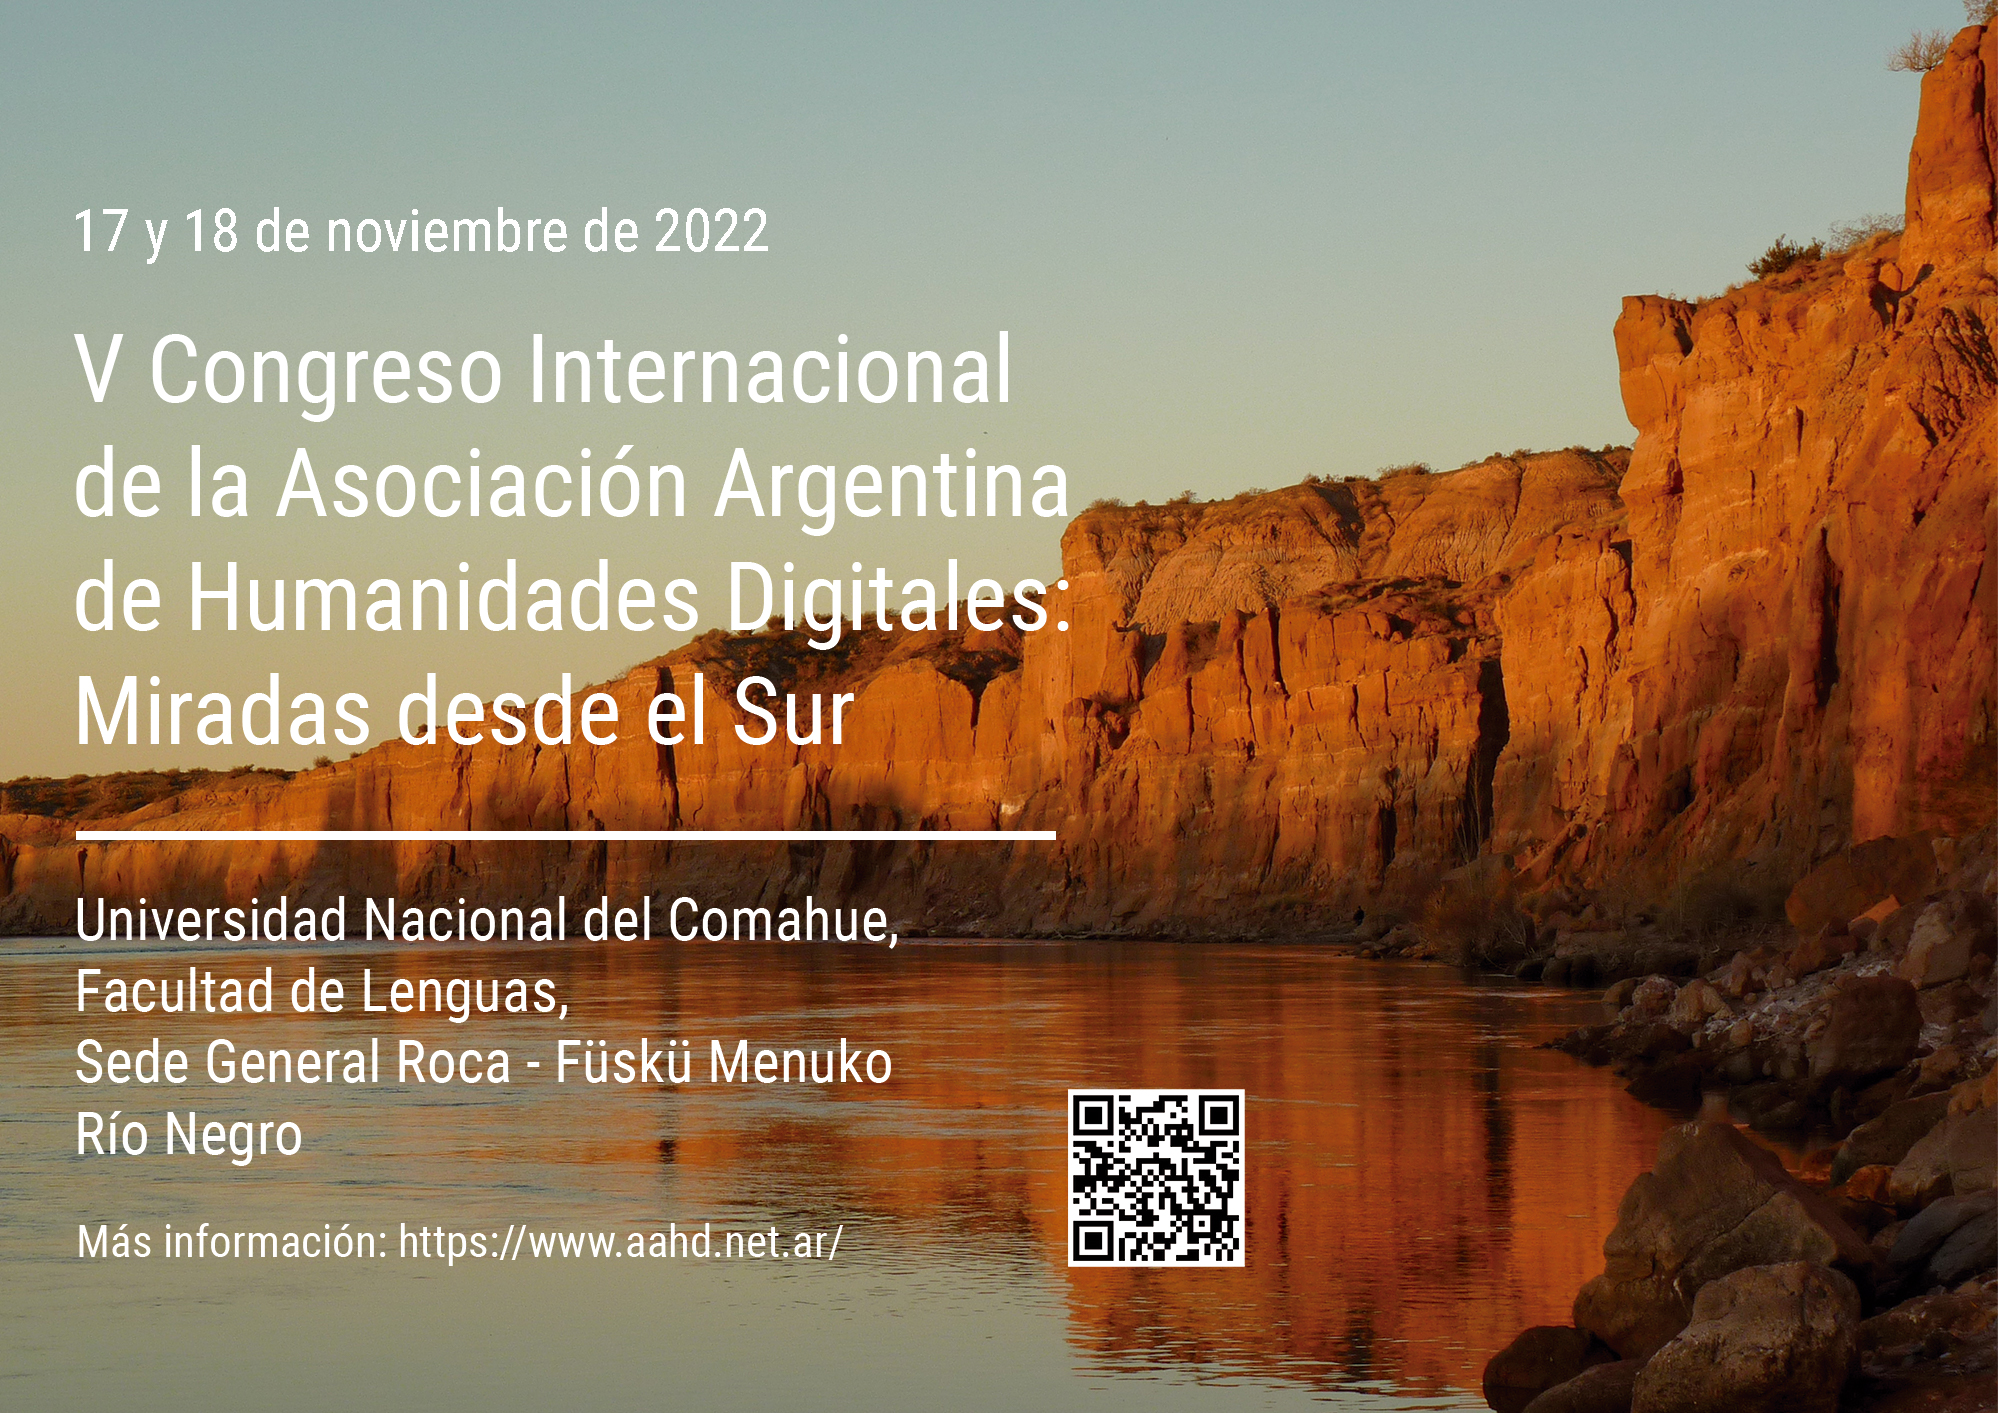 17 y 18 de noviembre de 2022
V Congreso Internacional
de la Asociación Argentina
de Humanidades Digitales:
Miradas desde el Sur
Universidad Nacional del Comahue,
Facultad de Lenguas,
Sede General Roca - Füskü Menuko
Río Negro
Más información: https://www.aahd.net.ar/